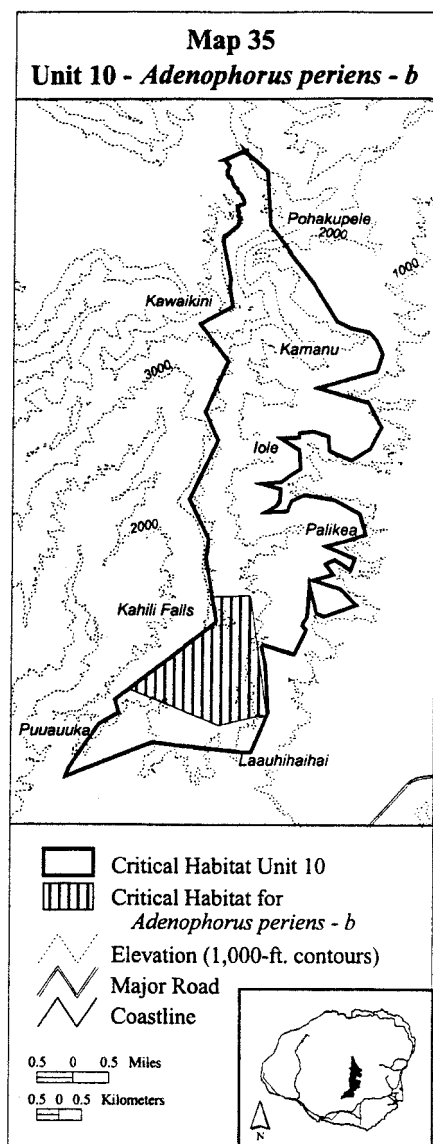 Map 35
Unit 10 - Adenophorus periens - b
Pohakupele
2000
1000
Kawaikini
Kamanu
3000
Iole
2000
Palikea
Kahili Falls
Puuauuka
Laauhihaihai
Critical Habitat Unit 10
Critical Habitat for
Adenophorus periens - b
Elevation (1,000-ft. contours)
Major Road
Coastline
0.5 0 0.5 Miles
0.5 0 0.5 Kilometers
N